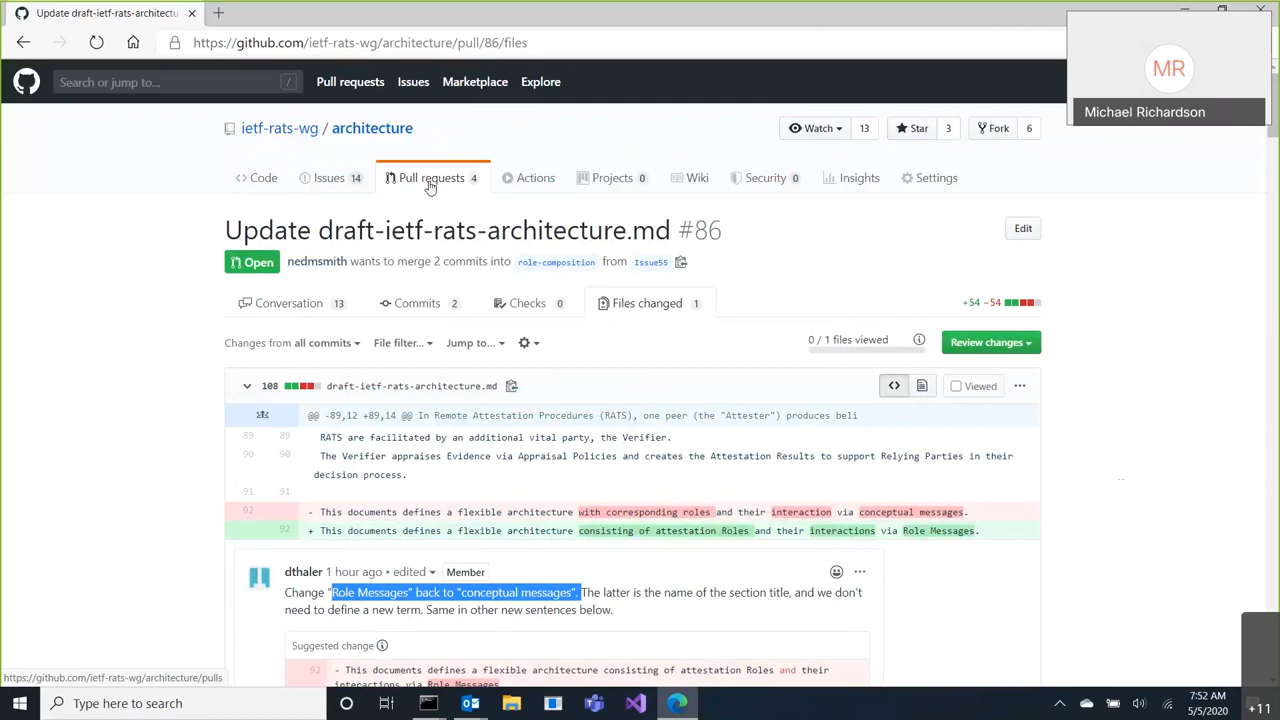 Update draft-ietf-rats-architectu
https://github.com/ietf-rats-wg/architecture/pull/86/files
MR
Michael Richardson
Search or jump to... /
Pull requests Issues Marketplace Explore
ietf-rats-wg / architecture
Watch 13 Star 3 Fork 6
Code Issues 14 Pull requests 4 Actions Projects 0 Wiki Security 0 Insights Settings
Update draft-ietf-rats-architecture.md #86
Edit
Open nedmsmith wants to merge 2 commits into role-composition from Issue55
Conversation 13 Commits 2 Checks 0 Files changed 1 +54 −54
Changes from all commits File filter... Jump to... 0 / 1 files viewed Review changes
108 draft-ietf-rats-architecture.md Viewed
@@ -89,12 +89,14 @@ In Remote Attestation Procedures (RATS), one peer (the "Attester") produces beli
89 89 RATS are facilitated by an additional vital party, the Verifier.
90 90 The Verifier appraises Evidence via Appraisal Policies and creates the Attestation Results to support Relying Parties in their
decision process.
91 91
92 - This documents defines a flexible architecture with corresponding roles and their interaction via conceptual messages.
92 + This documents defines a flexible architecture consisting of attestation Roles and their interactions via Role Messages.
dthaler 1 hour ago • edited Member
Change "Role Messages" back to "conceptual messages". The latter is the name of the section title, and we don't
need to define a new term. Same in other new sentences below.
Suggested change
92 - This documents defines a flexible architecture consisting of attestation Roles and their
interactions via Role Messages
https://github.com/ietf-rats-wg/architecture/pulls
Type here to search
7:52 AM
5/5/2020
+11